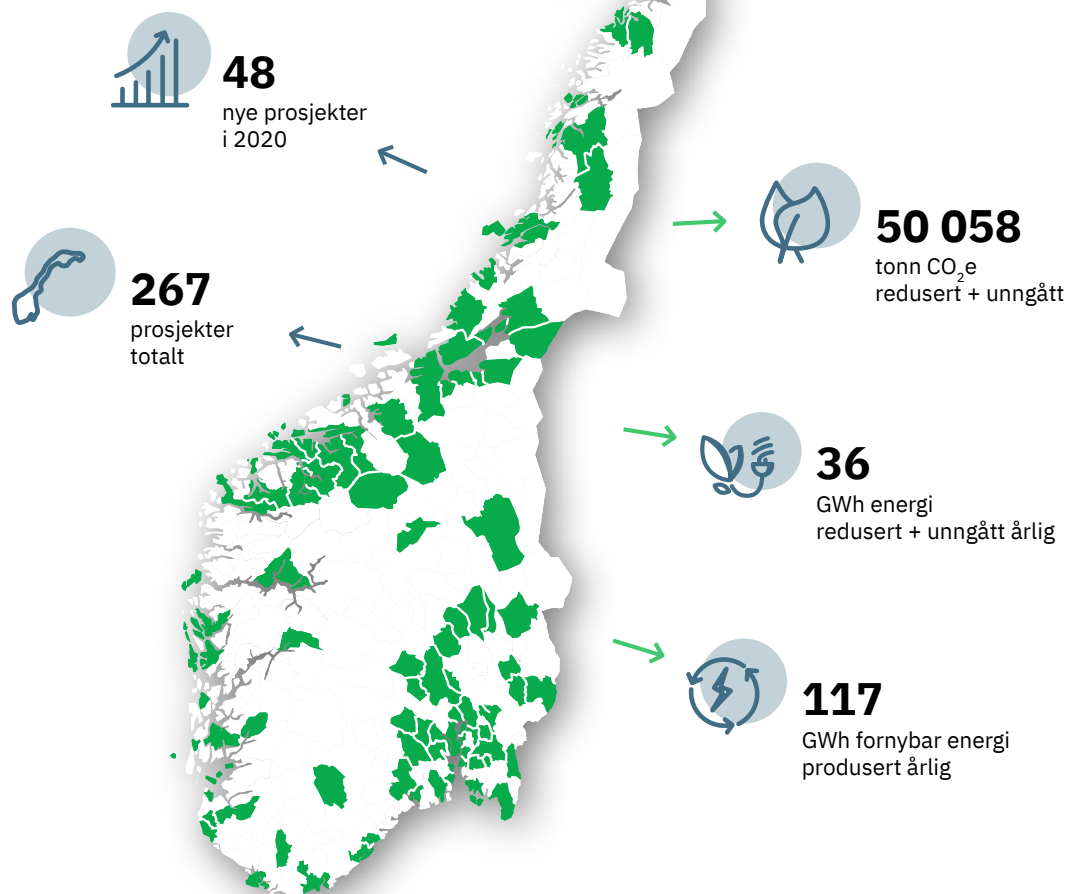 48
nye prosjekter
i 2020
267
prosjekter
totalt
50 058
tonn CO₂e
redusert + unngått
36
GWh energi
redusert + unngått årlig
117
GWh fornybar energi
produsert årlig